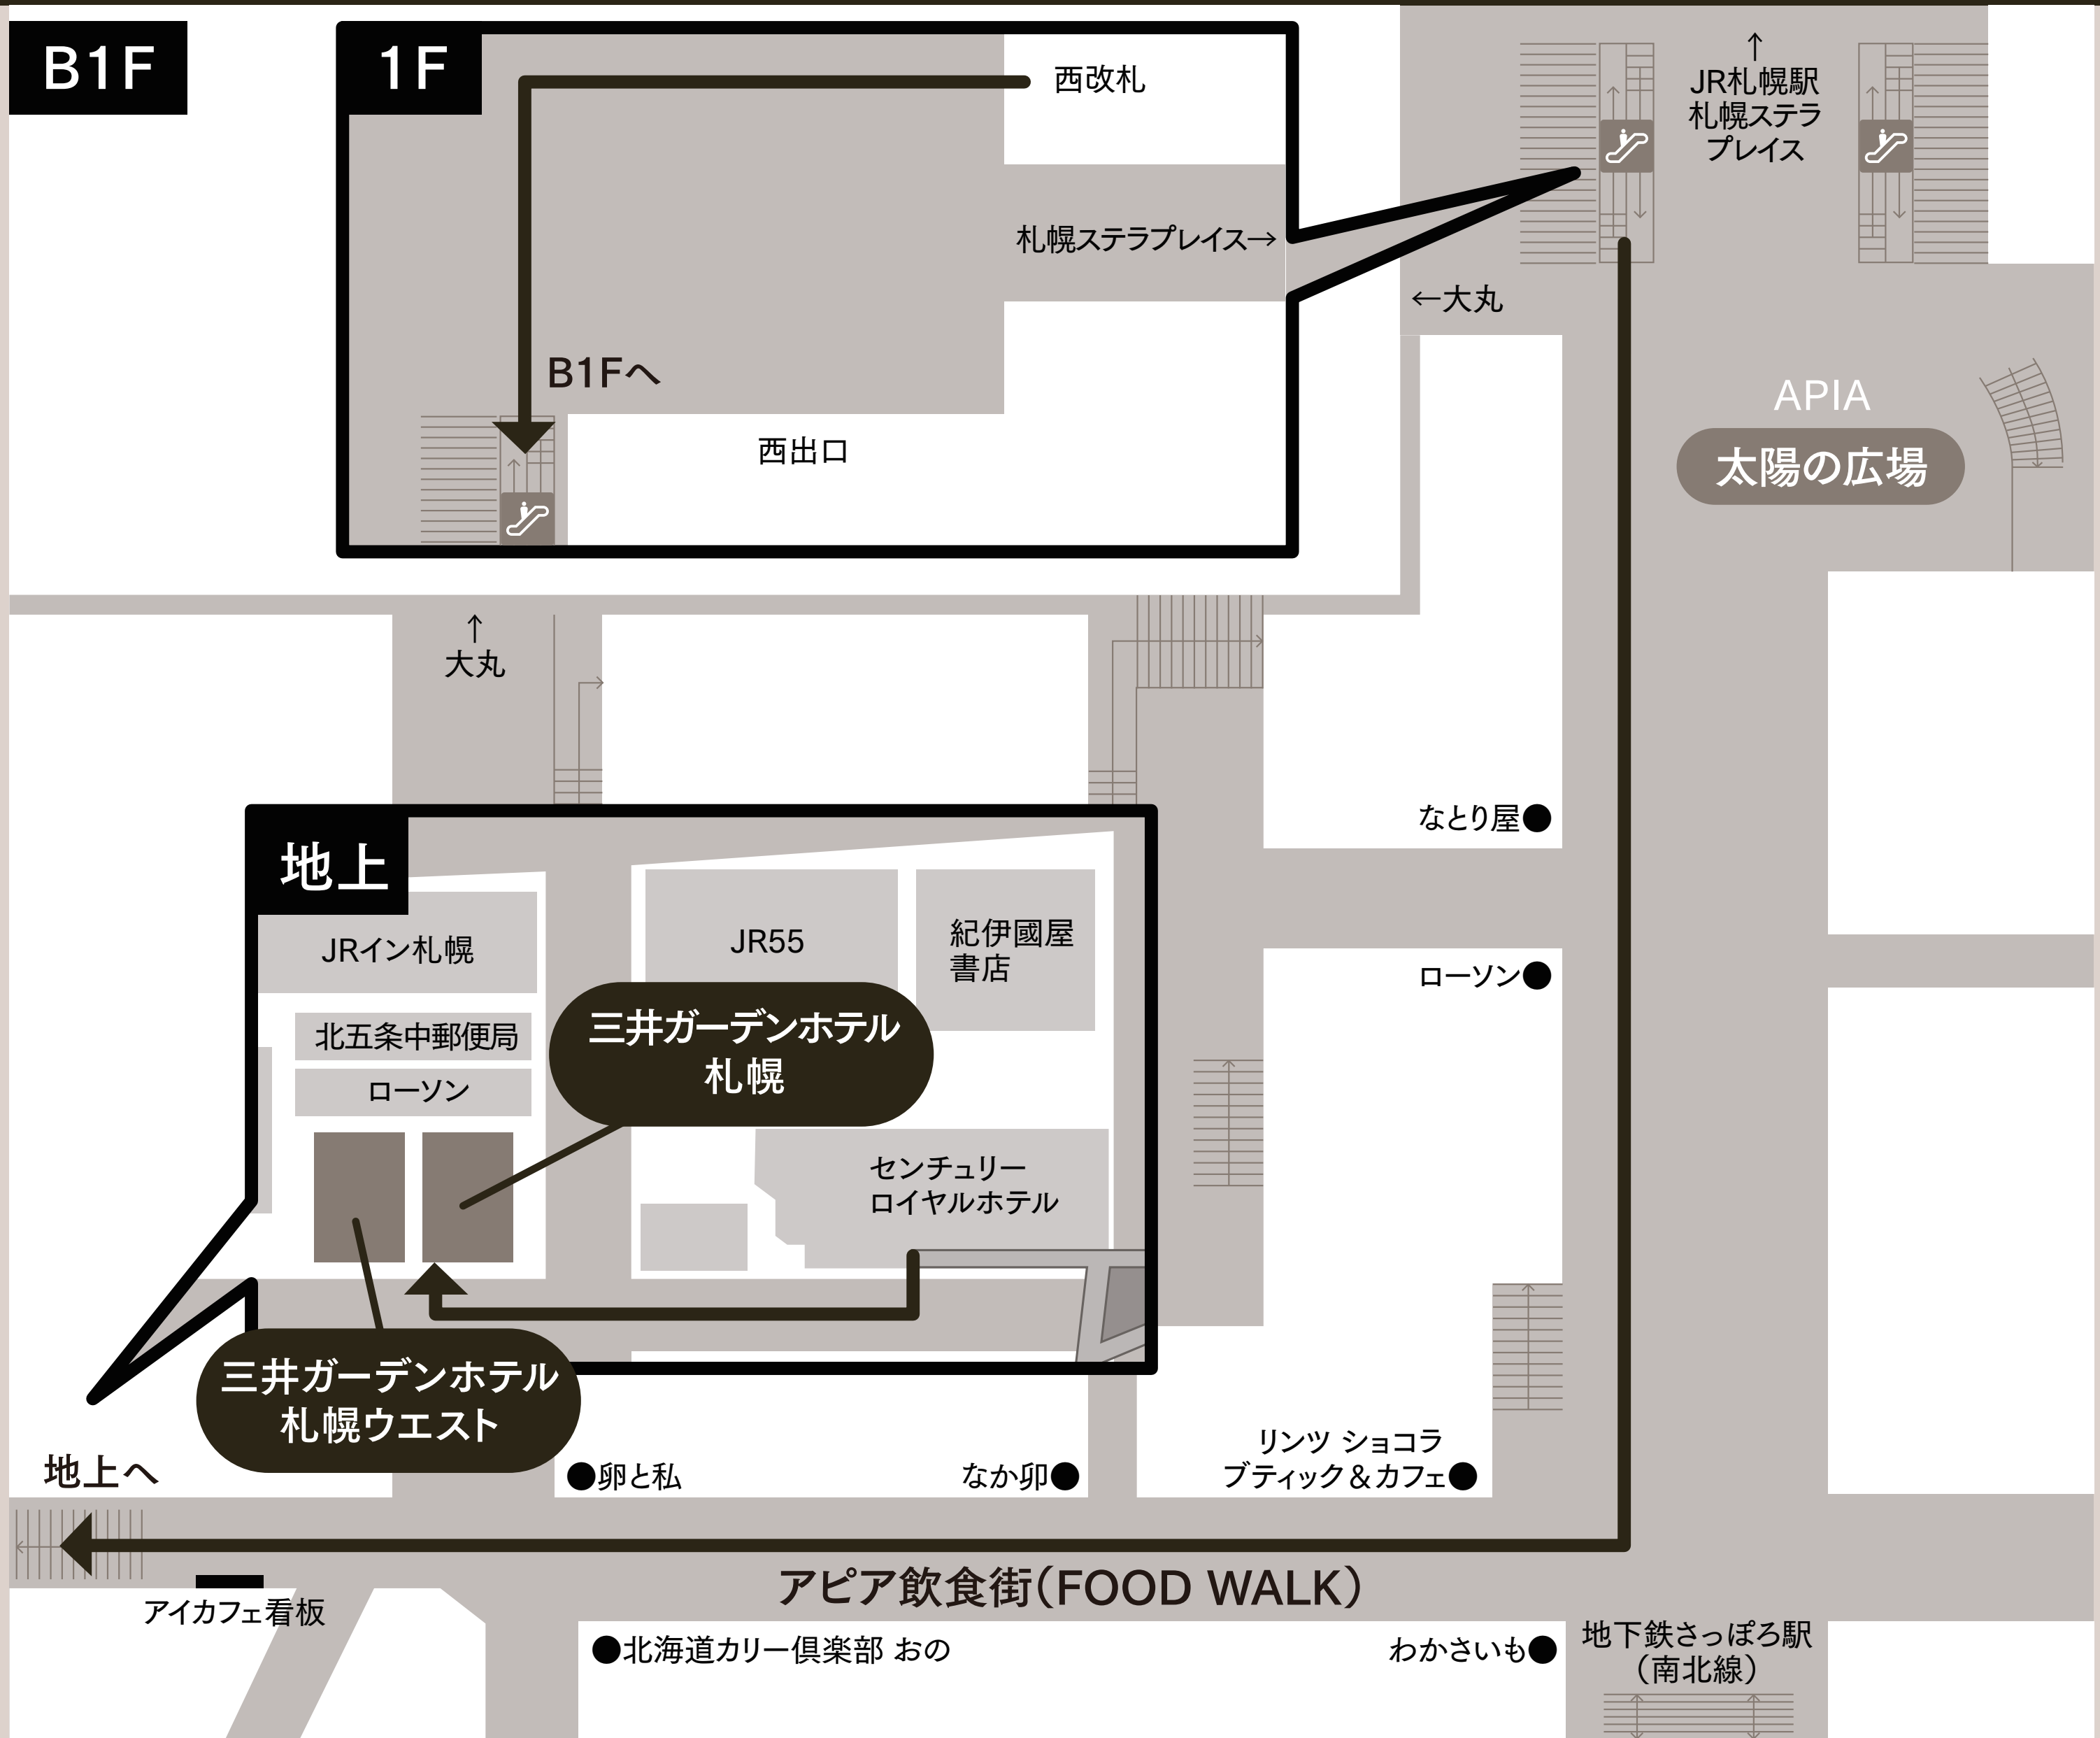 B1F
1F
西改札
札幌ステラプレイス→
B1Fへ
西出口
↑
JR札幌駅
札幌ステラ
プレイス
←大丸
APIA
太陽の広場
↑
大丸
なとり屋●
ローソン●
地上
JRイン札幌
JR55
紀伊國屋
書店
北五条中郵便局
ローソン
三井ガーデンホテル
札幌
センチュリー
ロイヤルホテル
三井ガーデンホテル
札幌ウエスト
地上へ
●卵と私
なか卯●
リンツ ショコラ
ブティック＆カフェ●
アピア飲食街（FOOD WALK）
アイカフェ看板
●北海道カリー倶楽部 おの
わかさいも●
地下鉄さっぽろ駅
（南北線）